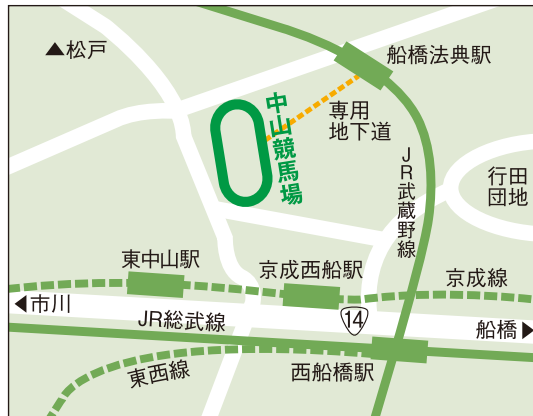 ▲松戸
船橋法典駅
専用
地下道
中山競馬場
JR武蔵野線
行田
団地
東中山駅
京成西船駅
京成線
◀市川
JR総武線
14
船橋▶
東西線
西船橋駅